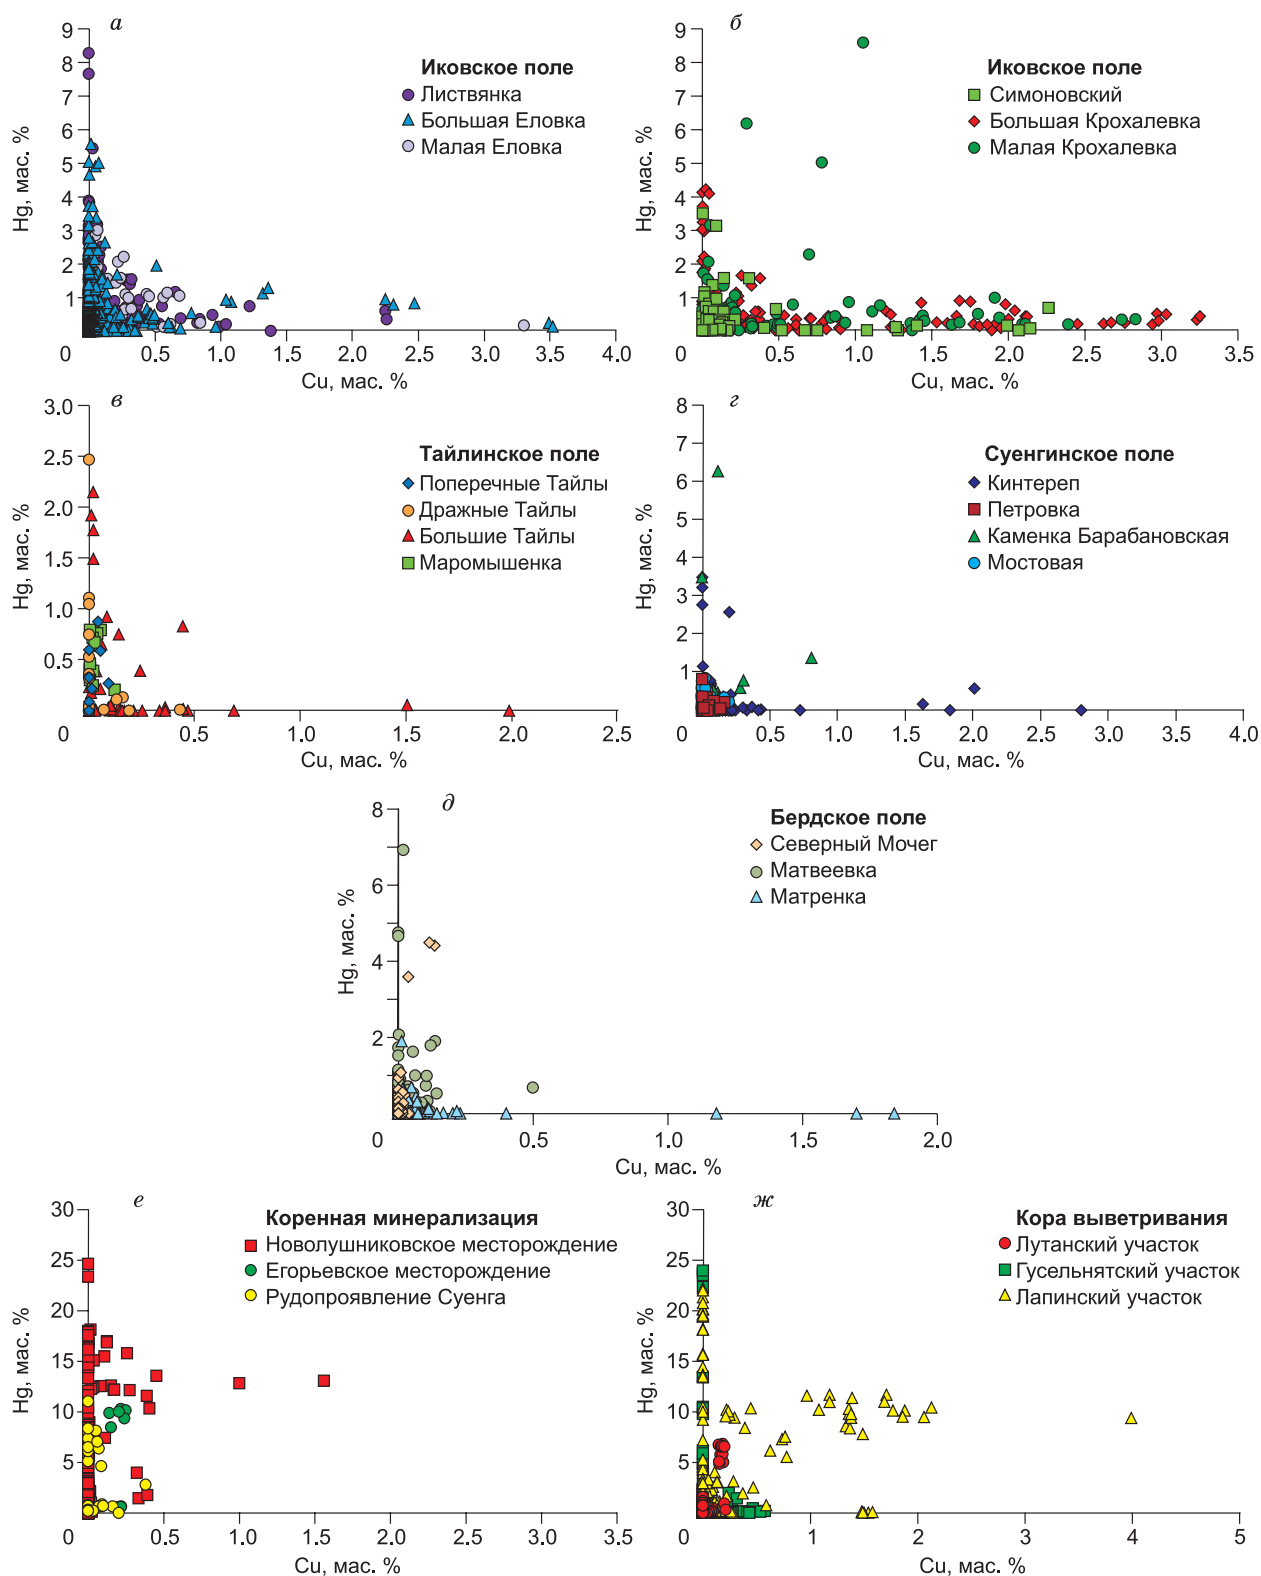 а
9
8
7
6
5
4
3
2
1
0
Hg, мас. %
Иковское поле
Листвянка
Большая Еловка
Малая Еловка
0.5 1.0 1.5 2.0 2.5 3.0 3.5 4.0
Cu, мас. %
б
9
8
7
6
5
4
3
2
1
0
Hg, мас. %
Иковское поле
Симоновский
Большая Крохалевка
Малая Крохалевка
0.5 1.0 1.5 2.0 2.5 3.0 3.5
Cu, мас. %
в
3.0
2.5
2.0
1.5
1.0
0.5
0
Hg, мас. %
Тайлинское поле
Поперечные Тайлы
Дражные Тайлы
Большие Тайлы
Маромышенка
0.5 1.0 1.5 2.0 2.5
Cu, мас. %
г
8
7
6
5
4
3
2
1
0
Hg, мас. %
Суенгинское поле
Кинтереп
Петровка
Каменка Барабановская
Мостовая
0.5 1.0 1.5 2.0 2.5 3.0 3.5 4.0
Cu, мас. %
д
8
6
4
2
0
Hg, мас. %
Бердское поле
Северный Мочег
Матвеевка
Матренка
0.5 1.0 1.5 2.0
Cu, мас. %
е
30
25
20
15
10
5
0
Hg, мас. %
Коренная минерализация
Новолушниковское месторождение
Егорьевское месторождение
Рудопроявление Суенга
0.5 1.0 1.5 2.0 2.5 3.0 3.5
Cu, мас. %
ж
30
25
20
15
10
5
0
Hg, мас. %
Кора выветривания
Лутанский участок
Гусельнятский участок
Лапинский участок
1 2 3 4 5
Cu, мас. %